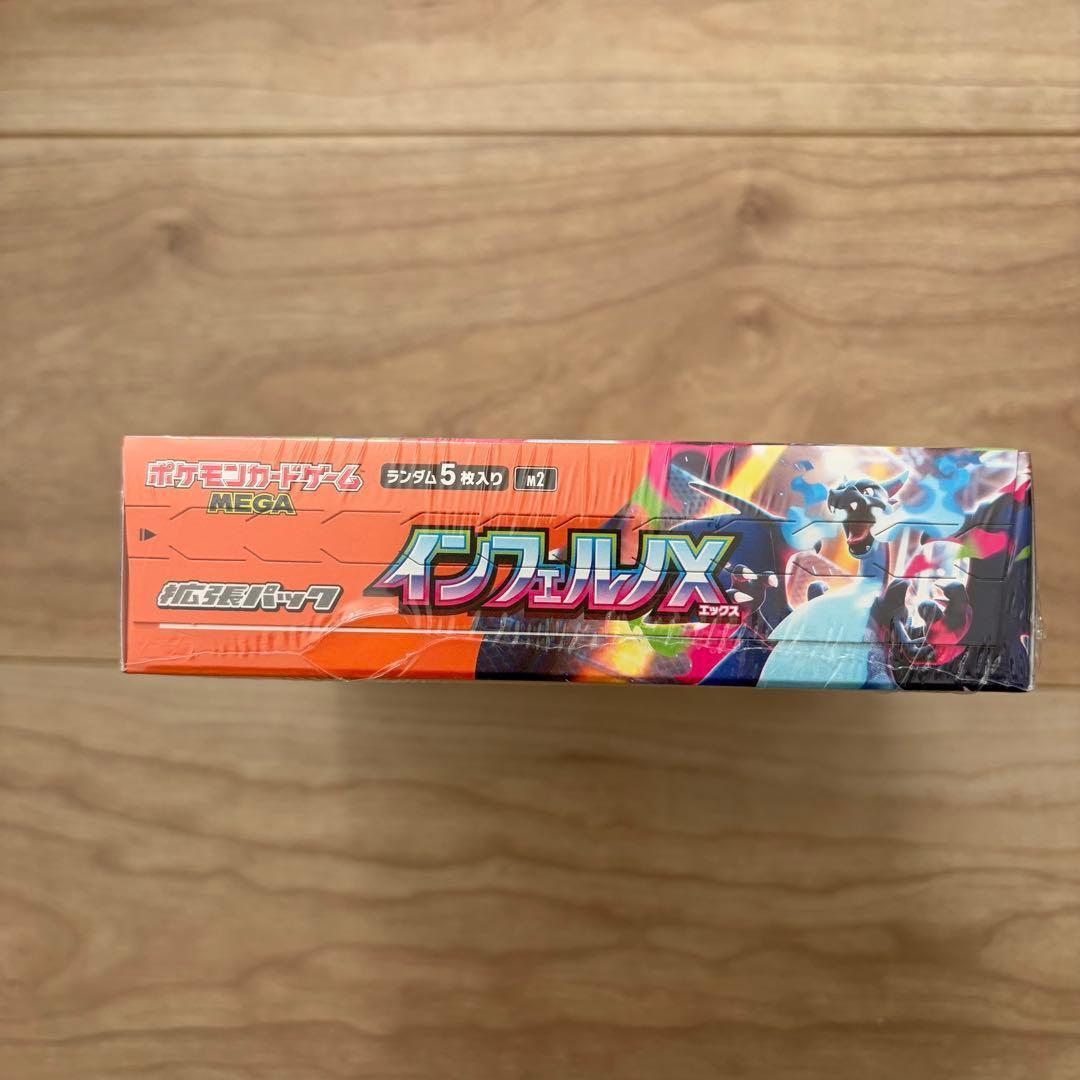 ポケモンカードゲーム
MEGA
ランダム5枚入り
M2
拡張パック
インフェルノX
エックス